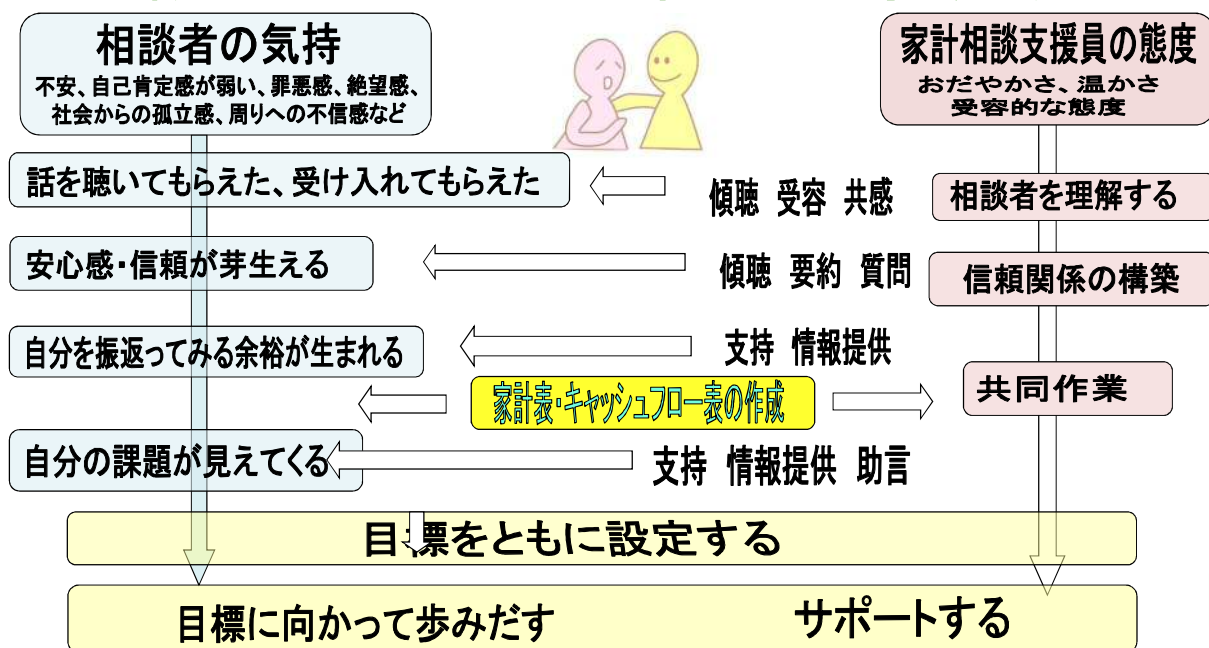 相談者の気持
不安、自己肯定感が弱い、罪悪感、絶望感、
社会からの孤立感、周りへの不信感など
家計相談支援員の態度
おだやかさ、温かさ
受容的な態度
話を聴いてもらえた、受け入れてもらえた
傾聴 受容 共感
相談者を理解する
安心感・信頼が芽生える
傾聴 要約 質問
信頼関係の構築
自分を振返ってみる余裕が生まれる
支持 情報提供
家計表・キャッシュフロー表の作成
共同作業
自分の課題が見えてくる
支持 情報提供 助言
目標をともに設定する
目標に向かって歩みだす
サポートする